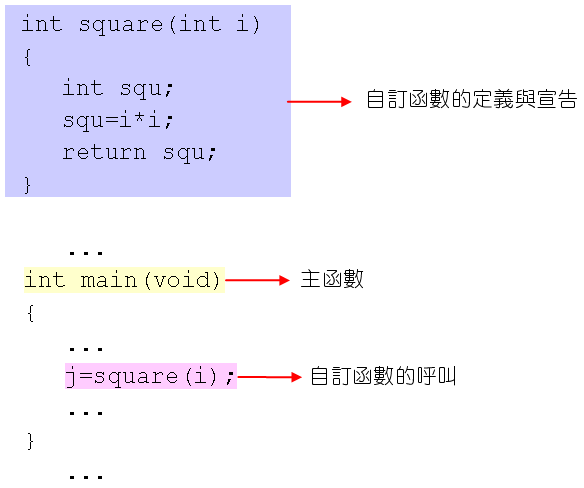 int square(int i)
{
int squ;
squ=i*i;
return squ;
}
自訂函數的定義與宣告
...
int main(void)
主函數
{
...
j=square(i);
自訂函數的呼叫
...
}
...